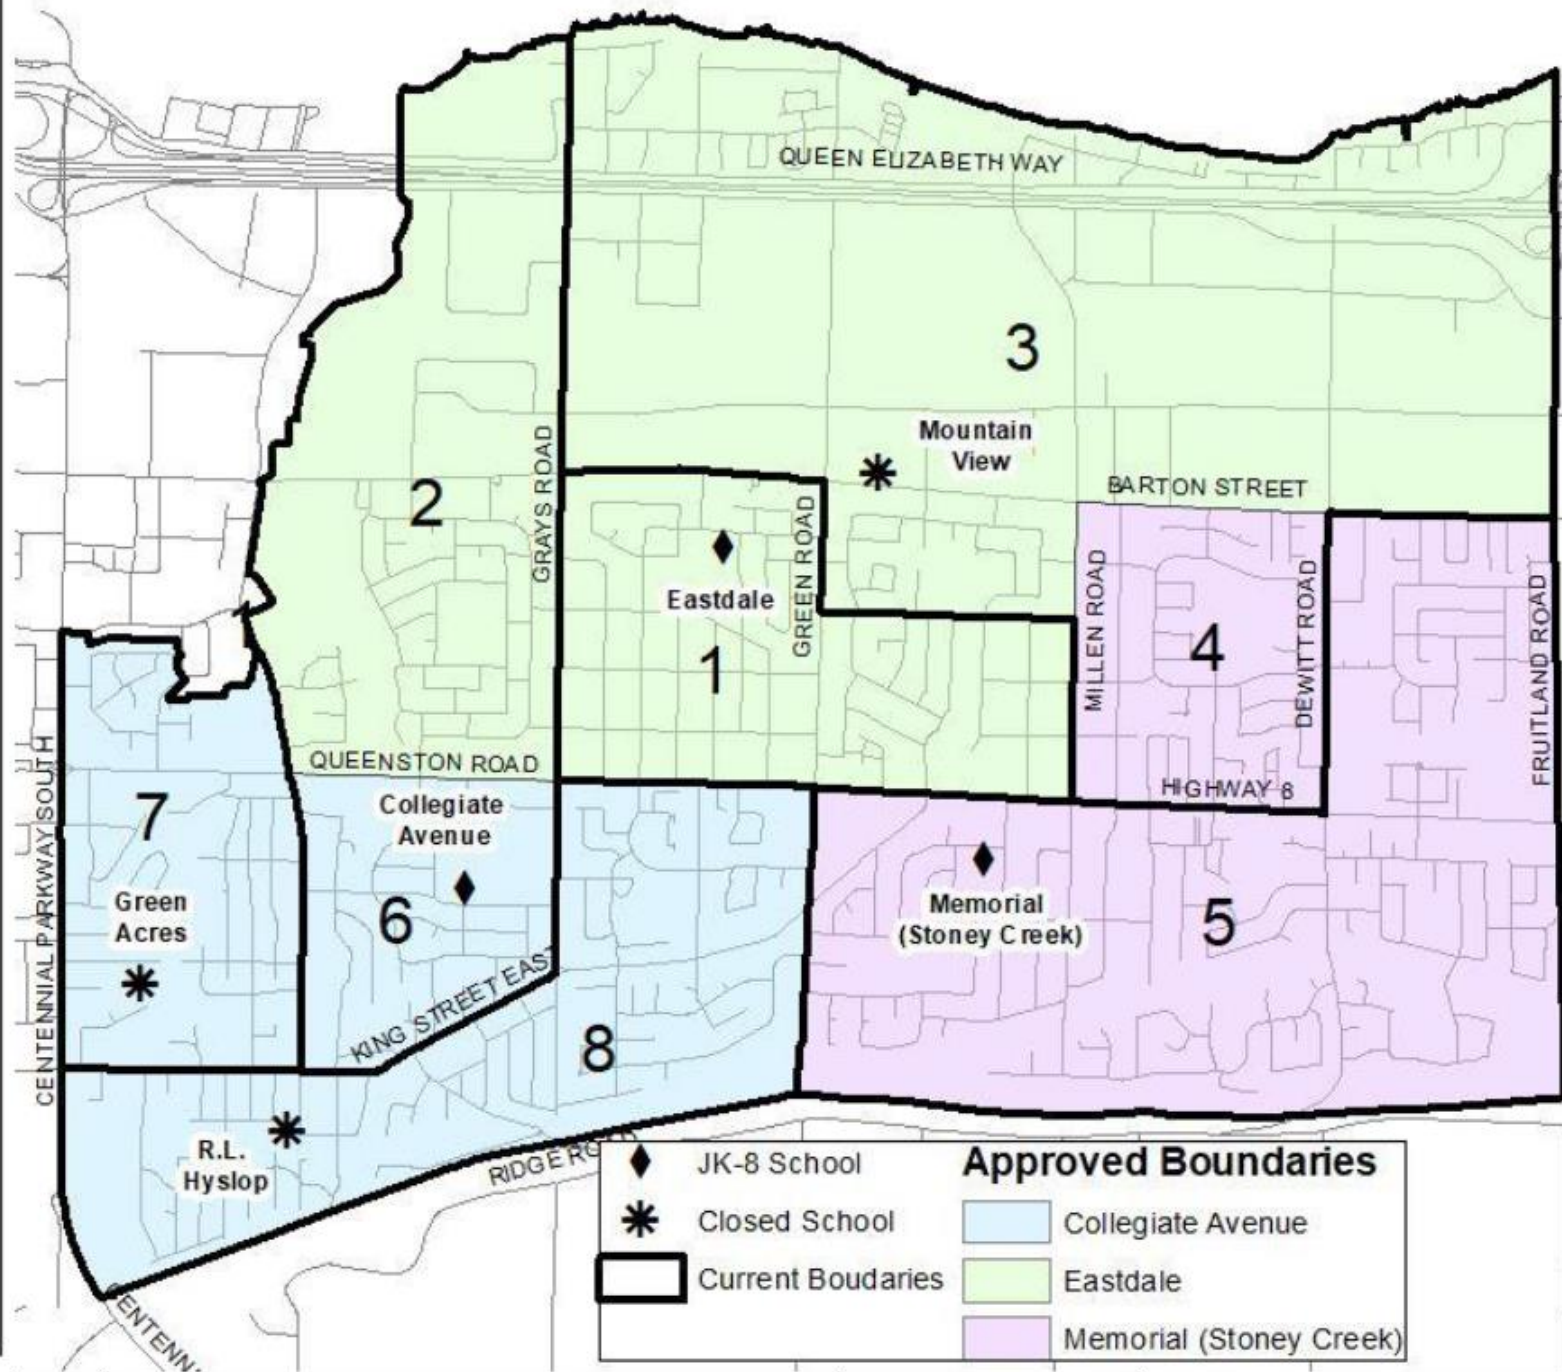 QUEEN ELIZABETH WAY
3
Mountain
View
BARTON STREET
2
GRAYS ROAD
GREEN ROAD
Eastdale
1
MILLEN ROAD
4
DEWITT ROAD
FRUITLAND ROAD
QUEENSTON ROAD
HIGHWAY 8
CENTENNIAL PARKWAY SOUTH
7
Collegiate
Avenue
Green
Acres
6
Memorial
(Stoney Creek)
5
KING STREET EAST
8
R.L.
Hyslop
RIDGE ROAD
JK-8 School
Closed School
Current Boudaries
Approved Boundaries
Collegiate Avenue
Eastdale
Memorial (Stoney Creek)